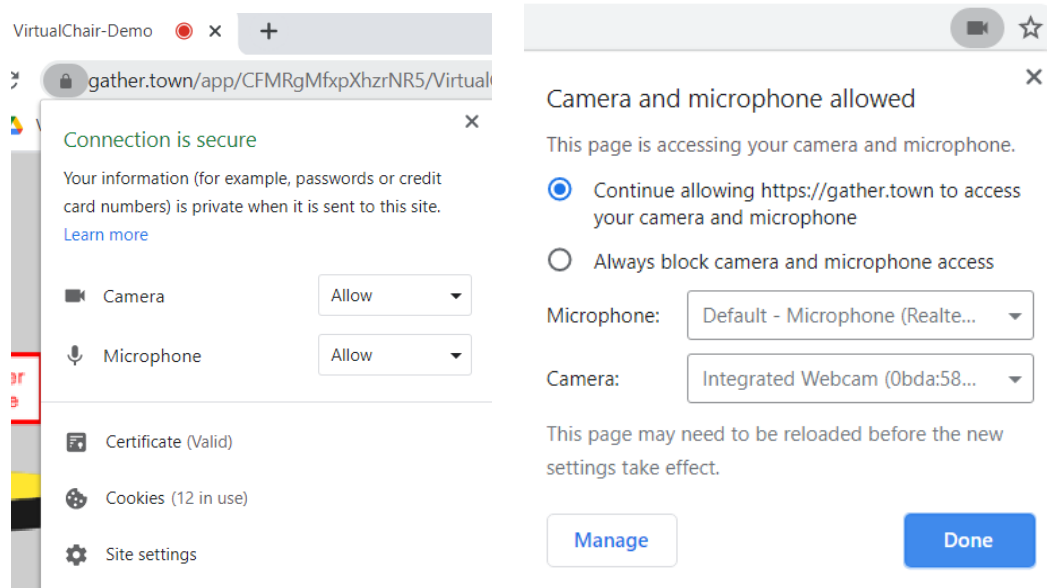 VirtualChair-Demo
gather.town/app/CFMRgMfxpXhzrNR5/Virtual
Connection is secure
Your information (for example, passwords or credit
card numbers) is private when it is sent to this site.
Learn more
Camera
Allow
Microphone
Allow
Certificate (Valid)
Cookies (12 in use)
Site settings
Camera and microphone allowed
This page is accessing your camera and microphone.
Continue allowing https://gather.town to access
your camera and microphone
Always block camera and microphone access
Microphone:
Default - Microphone (Realte...
Camera:
Integrated Webcam (0bda:58...
This page may need to be reloaded before the new
settings take effect.
Manage
Done